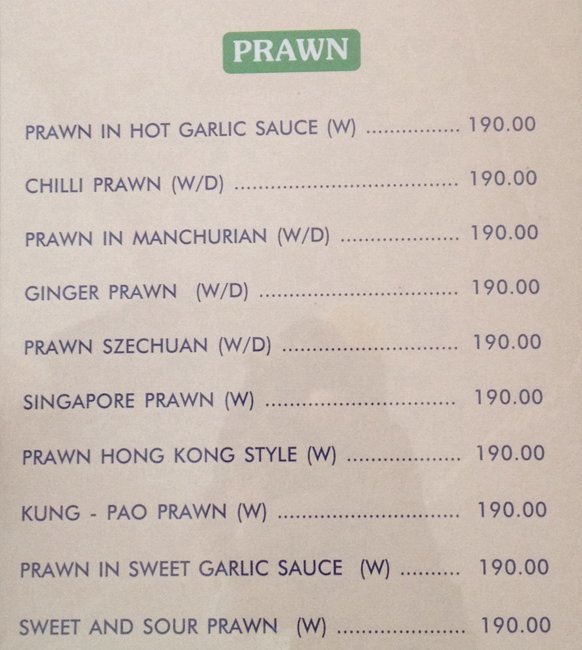 PRAWN
PRAWN IN HOT GARLIC SAUCE (W) ................ 190.00
CHILLI PRAWN (W/D) ...................................... 190.00
PRAWN IN MANCHURIAN (W/D) .................... 190.00
GINGER PRAWN (W/D) .................................. 190.00
PRAWN SZECHUAN (W/D) .............................. 190.00
SINGAPORE PRAWN (W) ................................ 190.00
PRAWN HONG KONG STYLE (W) ................... 190.00
KUNG - PAO PRAWN (W) ............................... 190.00
PRAWN IN SWEET GARLIC SAUCE (W) .......... 190.00
SWEET AND SOUR PRAWN (W) ...................... 190.00